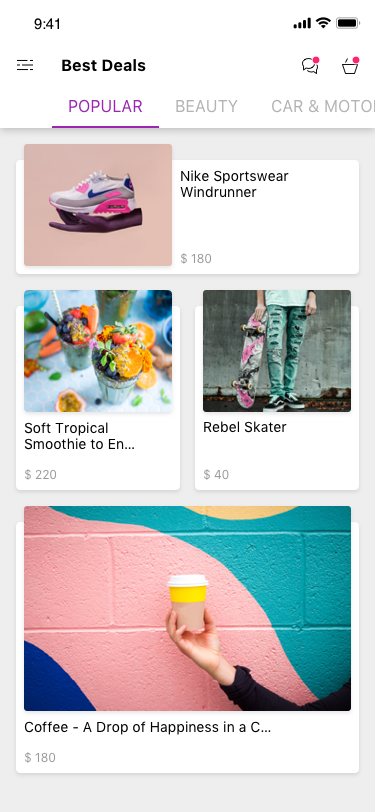 9:41
Best Deals
POPULAR
BEAUTY
CAR & MOTO
Nike Sportswear
Windrunner
$ 180
Soft Tropical
Smoothie to En...
$ 220
Rebel Skater
$ 40
Coffee - A Drop of Happiness in a C...
$ 180